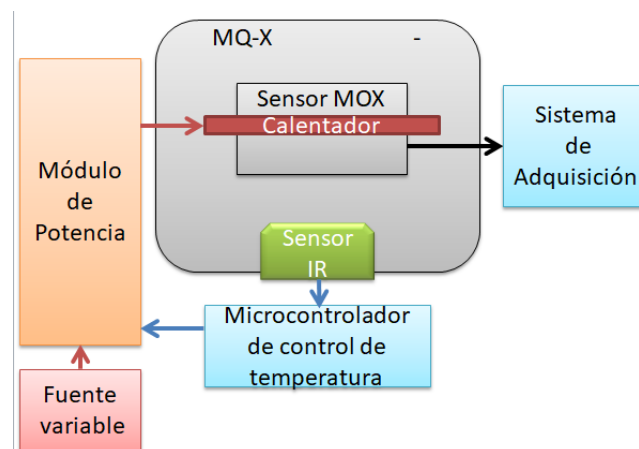 MQ-X -
Sensor MOX
Calentador
Módulo
de
Potencia
Sistema
de
Adquisición
Sensor
IR
Microcontrolador
de control de
temperatura
Fuente
variable